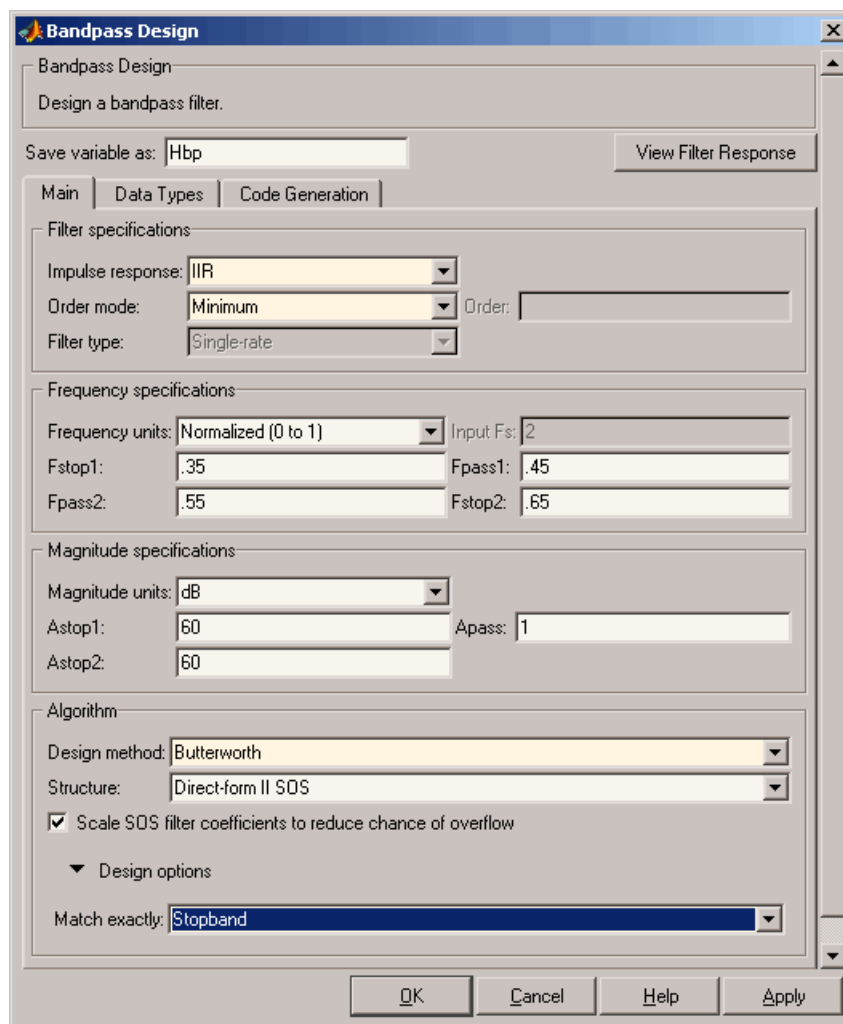 Bandpass Design
Bandpass Design
Design a bandpass filter.
Save variable as: Hbp View Filter Response
Main Data Types Code Generation
Filter specifications
Impulse response: IIR
Order mode: Minimum Order:
Filter type: Single-rate
Frequency specifications
Frequency units: Normalized (0 to 1) Input Fs: 2
Fstop1: .35 Fpass1: .45
Fpass2: .55 Fstop2: .65
Magnitude specifications
Magnitude units: dB
Astop1: 60 Apass: 1
Astop2: 60
Algorithm
Design method: Butterworth
Structure: Direct-form II SOS
Scale SOS filter coefficients to reduce chance of overflow
Design options
Match exactly: Stopband
OK Cancel Help Apply